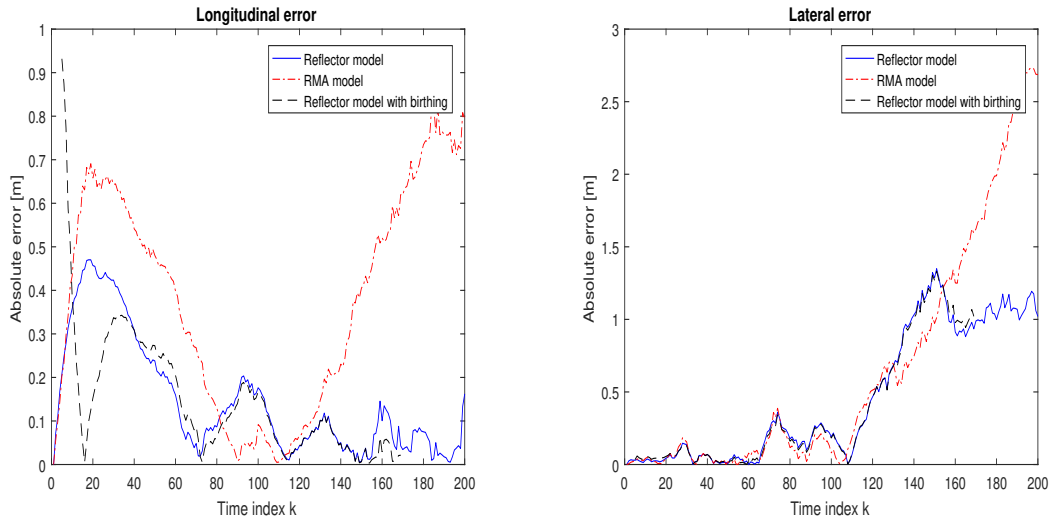 Longitudinal error
Absolute error [m]
1
0.9
0.8
0.7
0.6
0.5
0.4
0.3
0.2
0.1
0
Reflector model
RMA model
Reflector model with birthing
0 20 40 60 80 100 120 140 160 180 200
Time index k
Lateral error
Absolute error [m]
3
2.5
2
1.5
1
0.5
0
Reflector model
RMA model
Reflector model with birthing
0 20 40 60 80 100 120 140 160 180 200
Time index k